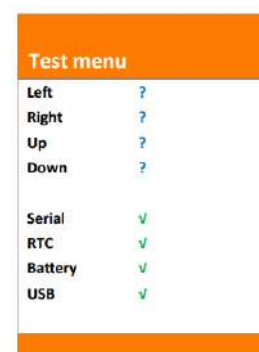 Test menu
Left ?
Right ?
Up ?
Down ?
Serial √
RTC √
Battery √
USB √